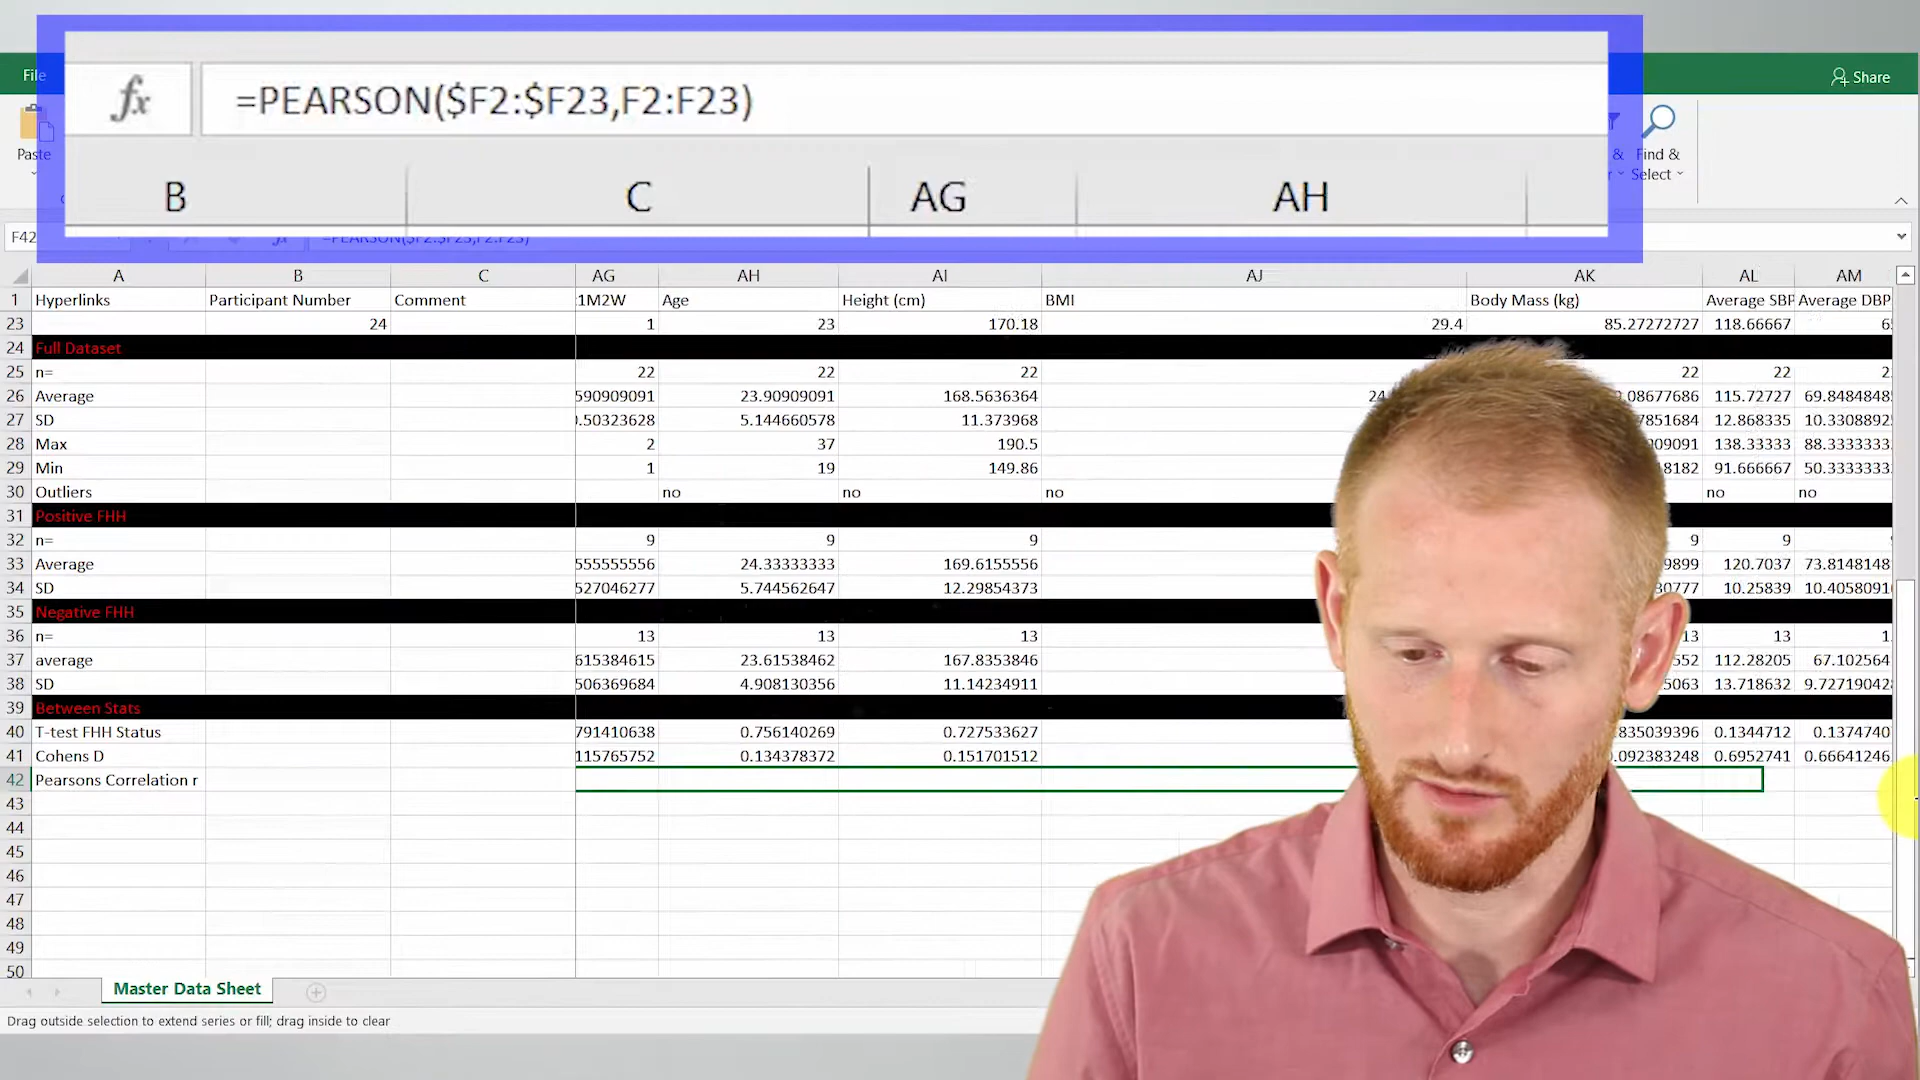 File
Share
fx =PEARSON($F2:$F23,F2:F23)
B C AG AH
Paste
& Find &
Select
F42 =PEARSON($F2:$F23,F2:F23)
A B C AG AH AI AJ AK AL AM
1 Hyperlinks Participant Number Comment :1M2W Age Height (cm) BMI Body Mass (kg) Average SBP Average DBP
23 24 1 23 170.18 29.4 85.27272727 118.66667
24 Full Dataset
25 n= 22 22 22 22 22
26 Average 590909091 23.90909091 168.5636364 24 .08677686 115.72727 69.84848485
27 SD .50323628 5.144660578 11.373968 7851684 12.868335 10.33088925
28 Max 2 37 190.5 909091 138.33333 88.33333333
29 Min 1 19 149.86 8182 91.666667 50.33333333
30 Outliers no no no no no
31 Positive FHH
32 n= 9 9 9 9 9
33 Average 555555556 24.33333333 169.6155556 9899 120.7037 73.8148148
34 SD 527046277 5.744562647 12.29854373 30777 10.25839 10.4058091
35 Negative FHH
36 n= 13 13 13 13 13
37 average 615384615 23.61538462 167.8353846 552 112.28205 67.102564
38 SD 506369684 4.908130356 11.14234911 5063 13.718632 9.72719042
39 Between Stats
40 T-test FHH Status 791410638 0.756140269 0.727533627 .835039396 0.1344712 0.1374740
41 Cohens D 115765752 0.134378372 0.151701512 .092383248 0.6952741 0.66641246
42 Pearsons Correlation r
43
44
45
46
47
48
49
50
Master Data Sheet
Drag outside selection to extend series or fill; drag inside to clear